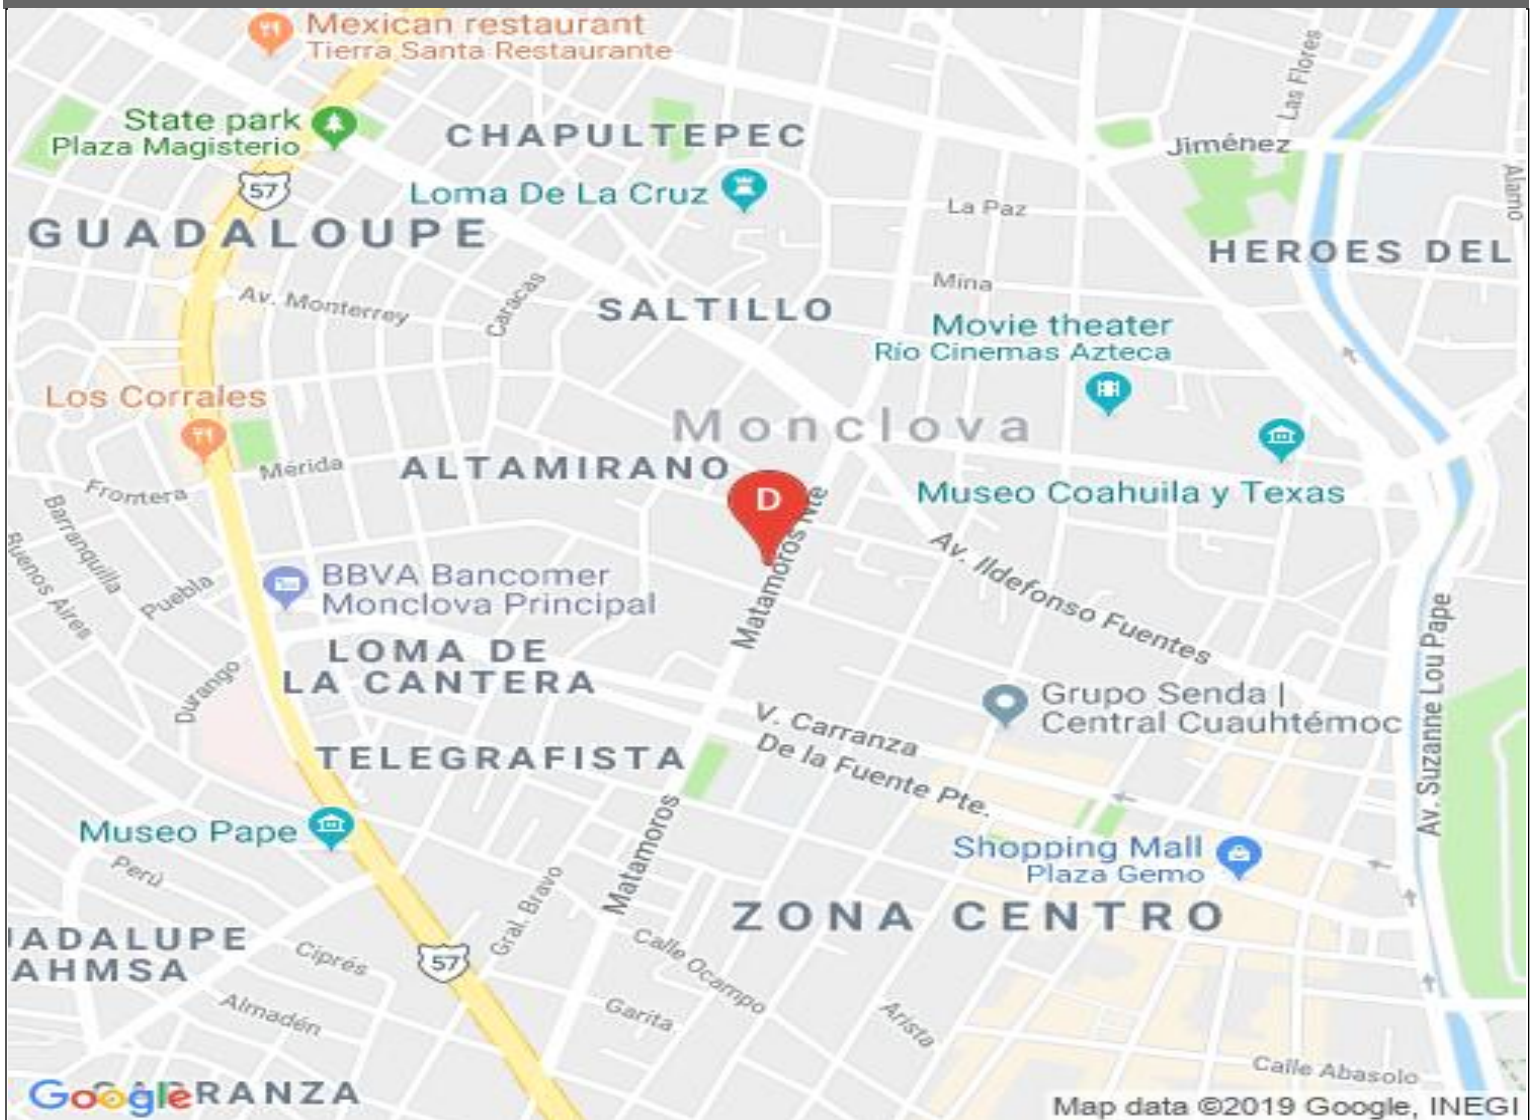 Mexican restaurant
Tierra Santa Restaurante
State park
Plaza Magisterio
CHAPULTEPEC
Las Flores
Jiménez
57
Loma De La Cruz
La Paz
Alamo
GUADALOUPE
HEROES DEL
Av. Monterrey
Caracas
SALTILLO
Mina
Movie theater
Río Cinemas Azteca
Los Corrales
Monclova
Mérida
ALTAMIRANO
D
Museo Coahuila y Texas
Frontera
Barranquilla
Buenos Aires
Puebla
BBVA Bancomer
Monclova Principal
Matamoros Nte
Av. Ildefonso Fuentes
Av. Suzanne Lou Pape
LOMA DE
LA CANTERA
Durango
Grupo Senda |
Central Cuauhtémoc
V. Carranza
De la Fuente Pte.
TELEGRAFISTA
Museo Pape
Matamoros
Shopping Mall
Plaza Gemo
Perú
Gral. Bravo
ZONA CENTRO
ADALUPE
AHMSA
Ciprés
57
Calle Ocampo
Almadén
Garita
Arista
Calle Abasolo
Google
RRANZA
Map data ©2019 Google, INEGI